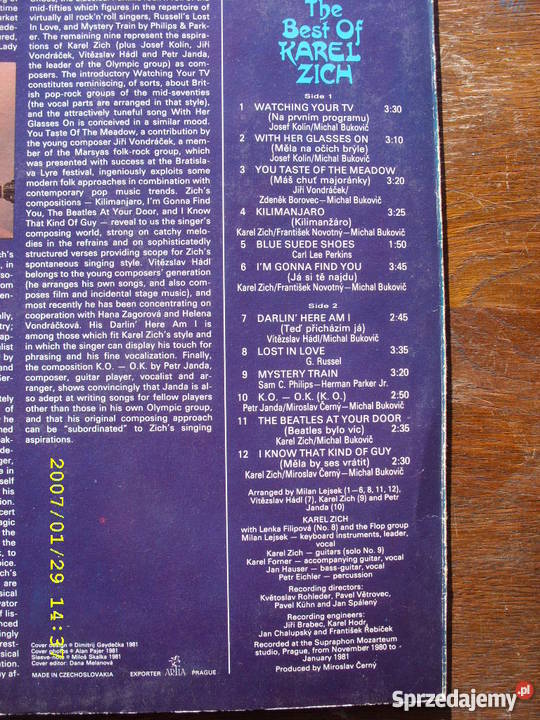 time
market
ade-
ured,
Lady
mid-fifties which figures in the repertoire of
virtually all rock'n'roll singers, Russell's Lost
In Love, and Mystery Train by Philips & Park-
er. The remaining nine represent the aspira-
tions of Karel Zich (plus Josef Kolín, Jiří
Vondráček, Vítězslav Hádl and Petr Janda,
the leader of the Olympic group) as com-
posers. The introductory Watching Your TV
constitutes reminiscing, of sorts, about Brit-
ish pop-rock groups of the mid-seventies
(the vocal parts are arranged in that style),
and the attractively tuneful song With Her
Glasses On is conceived in a similar mood.
You Taste Of The Meadow, a contribution by
the young composer Jiří Vondráček, a mem-
ber of the Marsyas folk-rock group, which
was presented with success at the Bratisla-
va Lyre festival, ingeniously exploits some
modern folk approaches in combination with
contemporary pop music trends. Zich's
compositions — Kilimanjaro, I'm Gonna Find
You, The Beatles At Your Door, and I Know
That Kind Of Guy — reveal to us the singer's
composing world, strong on catchy melo-
dies in the refrains and on sophisticatedly
structured verses providing scope for Zich's
spontaneous singing style. Vítězslav Hádl
belongs to the young composers' generation
(he arranges his own songs, and also com-
poses film and incidental stage music), and
most recently he has been concentrating on
cooperation with Hana Zagorová and Helena
Vondráčková. His Darlin' Here Am I is
among those which fit Karel Zich's style and
in which the singer can display his touch for
phrasing and his fine vocalization. Finally,
the composition K.O. — O.K. by Petr Janda,
composer, guitar player, vocalist and ar-
ranger, shows convincingly that Janda is al-
so adept at writing songs for fellow players
other than those in his own Olympic group,
and that his original composing approach
can be "subordinated" to Zich's singing
aspirations.
The
Best Of
KAREL
ZICH
Side 1
1 WATCHING YOUR TV 3:30
(Na prvním programu)
Josef Kolín/Michal Bukovič
2 WITH HER GLASSES ON 3:10
(Měla na očích brýle)
Josef Kolín/Michal Bukovič
3 YOU TASTE OF THE MEADOW
(Máš chuť majoránky) 3:20
Jiří Vondráček/
Zdeněk Borovec—Michal Bukovič
4 KILIMANJARO 3:25
(Kilimanžáro)
Karel Zich/František Novotný—Michal Bukovič
5 BLUE SUEDE SHOES 1:50
Carl Lee Perkins
6 I'M GONNA FIND YOU 3:45
(Já si tě najdu)
Karel Zich/František Novotný—Michal Bukovič
Side 2
7 DARLIN' HERE AM I 2:45
(Teď přicházím já)
Vítězslav Hádl/Michal Bukovič
8 LOST IN LOVE 3:35
G. Russel
9 MYSTERY TRAIN 3:20
Sam C. Philips—Herman Parker Jr.
10 K.O. — O.K. (K. O.) 2:50
Petr Janda/Miroslav Černý—Michal Bukovič
11 THE BEATLES AT YOUR DOOR
(Beatles bylo víc) 2:35
Karel Zich/Michal Bukovič
12 I KNOW THAT KIND OF GUY
(Měla by ses vrátit) 2:30
Karel Zich/Miroslav Černý—Michal Bukovič
Arranged by Milan Lejsek (1—6, 8, 11, 12),
Vítězslav Hádl (7), Karel Zich (9) and Petr
Janda (10)
KAREL ZICH
with Lenka Filipová (No. 8) and the Flop group
Milan Lejsek — keyboard instruments, leader,
vocal
Karel Zich — guitars (solo No. 9)
Karel Forner — accompanying guitar, vocal
Jan Hauser — bass-guitar, vocal
Petr Eichler — percussion
Recording directors:
Květoslav Rohleder, Pavel Větrovec,
Pavel Kühn and Jan Spálený
Recording engineers:
Jiří Brabec, Karel Hodr,
Jan Chalupský and František Řebíček
Recorded at the Supraphon Mozarteum
studio, Prague, from November 1980 to
January 1981
Produced by Miroslav Černý
2007/01/29 14:37
Cover design © Dimitrij Gaydečka 1981
Cover photos © Alan Pajer 1981
Sleeve-note © Miloš Skalka 1981
Cover editor: Dana Melanová
MADE IN CZECHOSLOVAKIA EXPORTER ARTIA PRAGUE
Sprzedajemy.pl